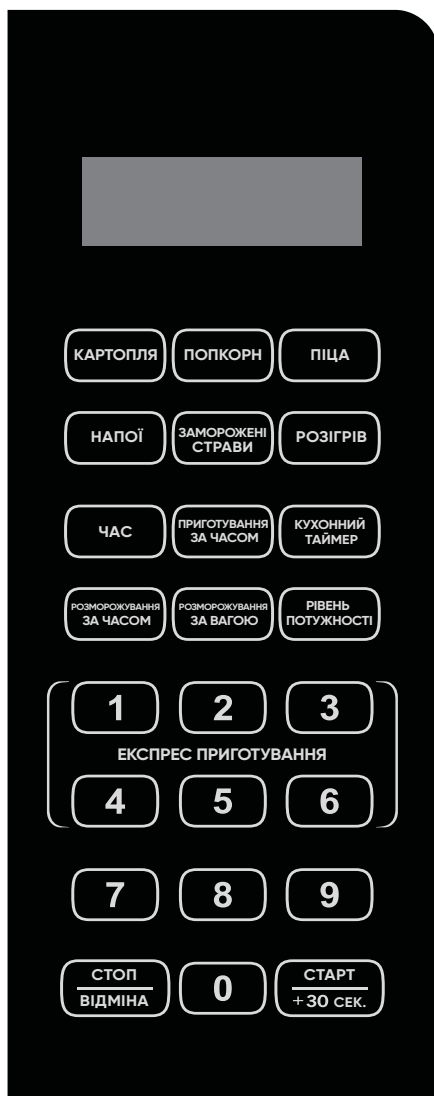 КАРТОПЛЯ ПОПКОРН ПІЦА
НАПОЇ ЗАМОРОЖЕНІ СТРАВИ РОЗІГРІВ
ЧАС ПРИГОТУВАННЯ ЗА ЧАСОМ КУХОННИЙ ТАЙМЕР
РОЗМОРОЖУВАННЯ ЗА ЧАСОМ РОЗМОРОЖУВАННЯ ЗА ВАГОЮ РІВЕНЬ ПОТУЖНОСТІ
1 2 3
ЕКСПРЕС ПРИГОТУВАННЯ
4 5 6
7 8 9
СТОП ВІДМІНА 0 СТАРТ +30 СЕК.